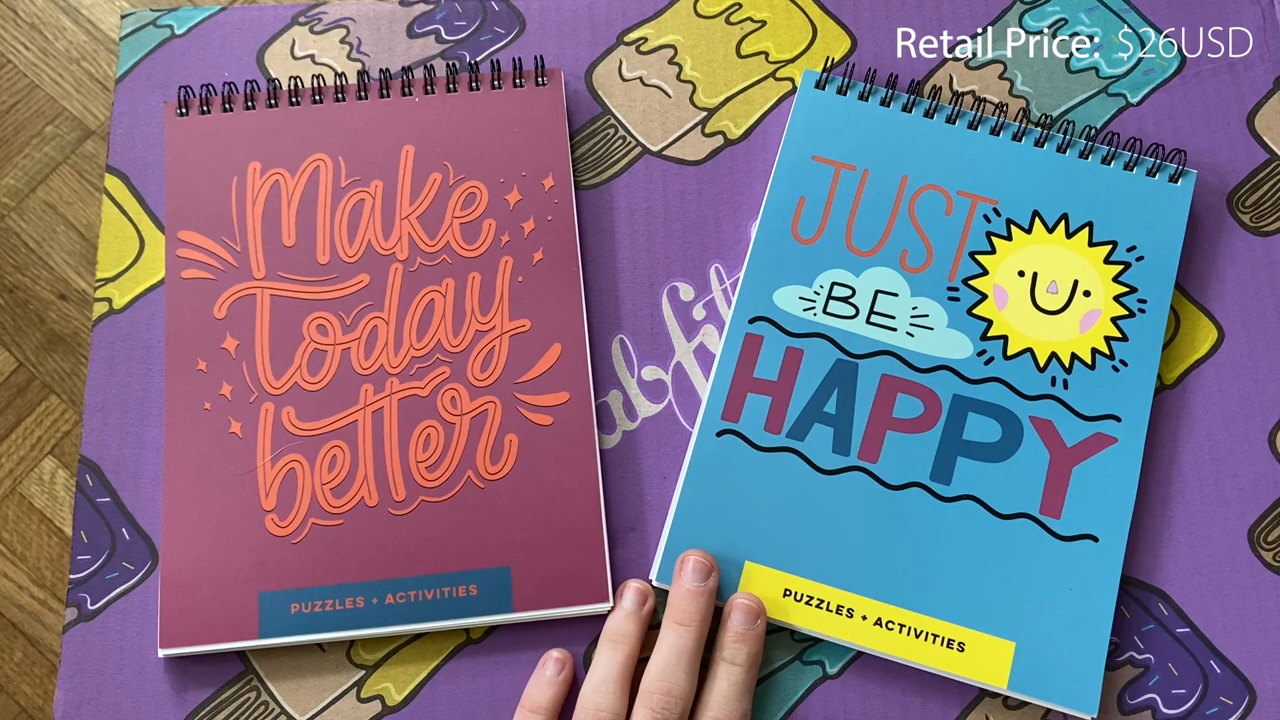 Retail Price: $26USD
Make
Today
better
PUZZLES + ACTIVITIES
JUST
BE
HAPPY
PUZZLES + ACTIVITIES